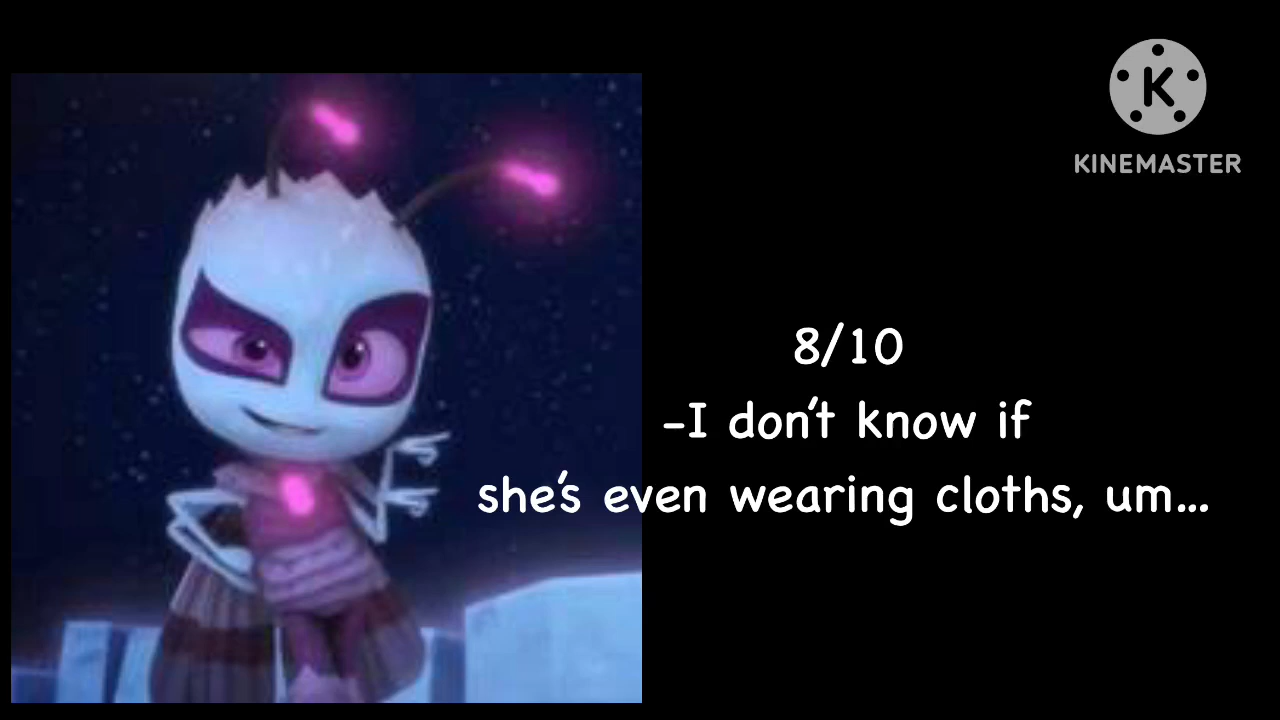 K
KINEMASTER
8/10
-I don't know if
she's even wearing cloths, um...